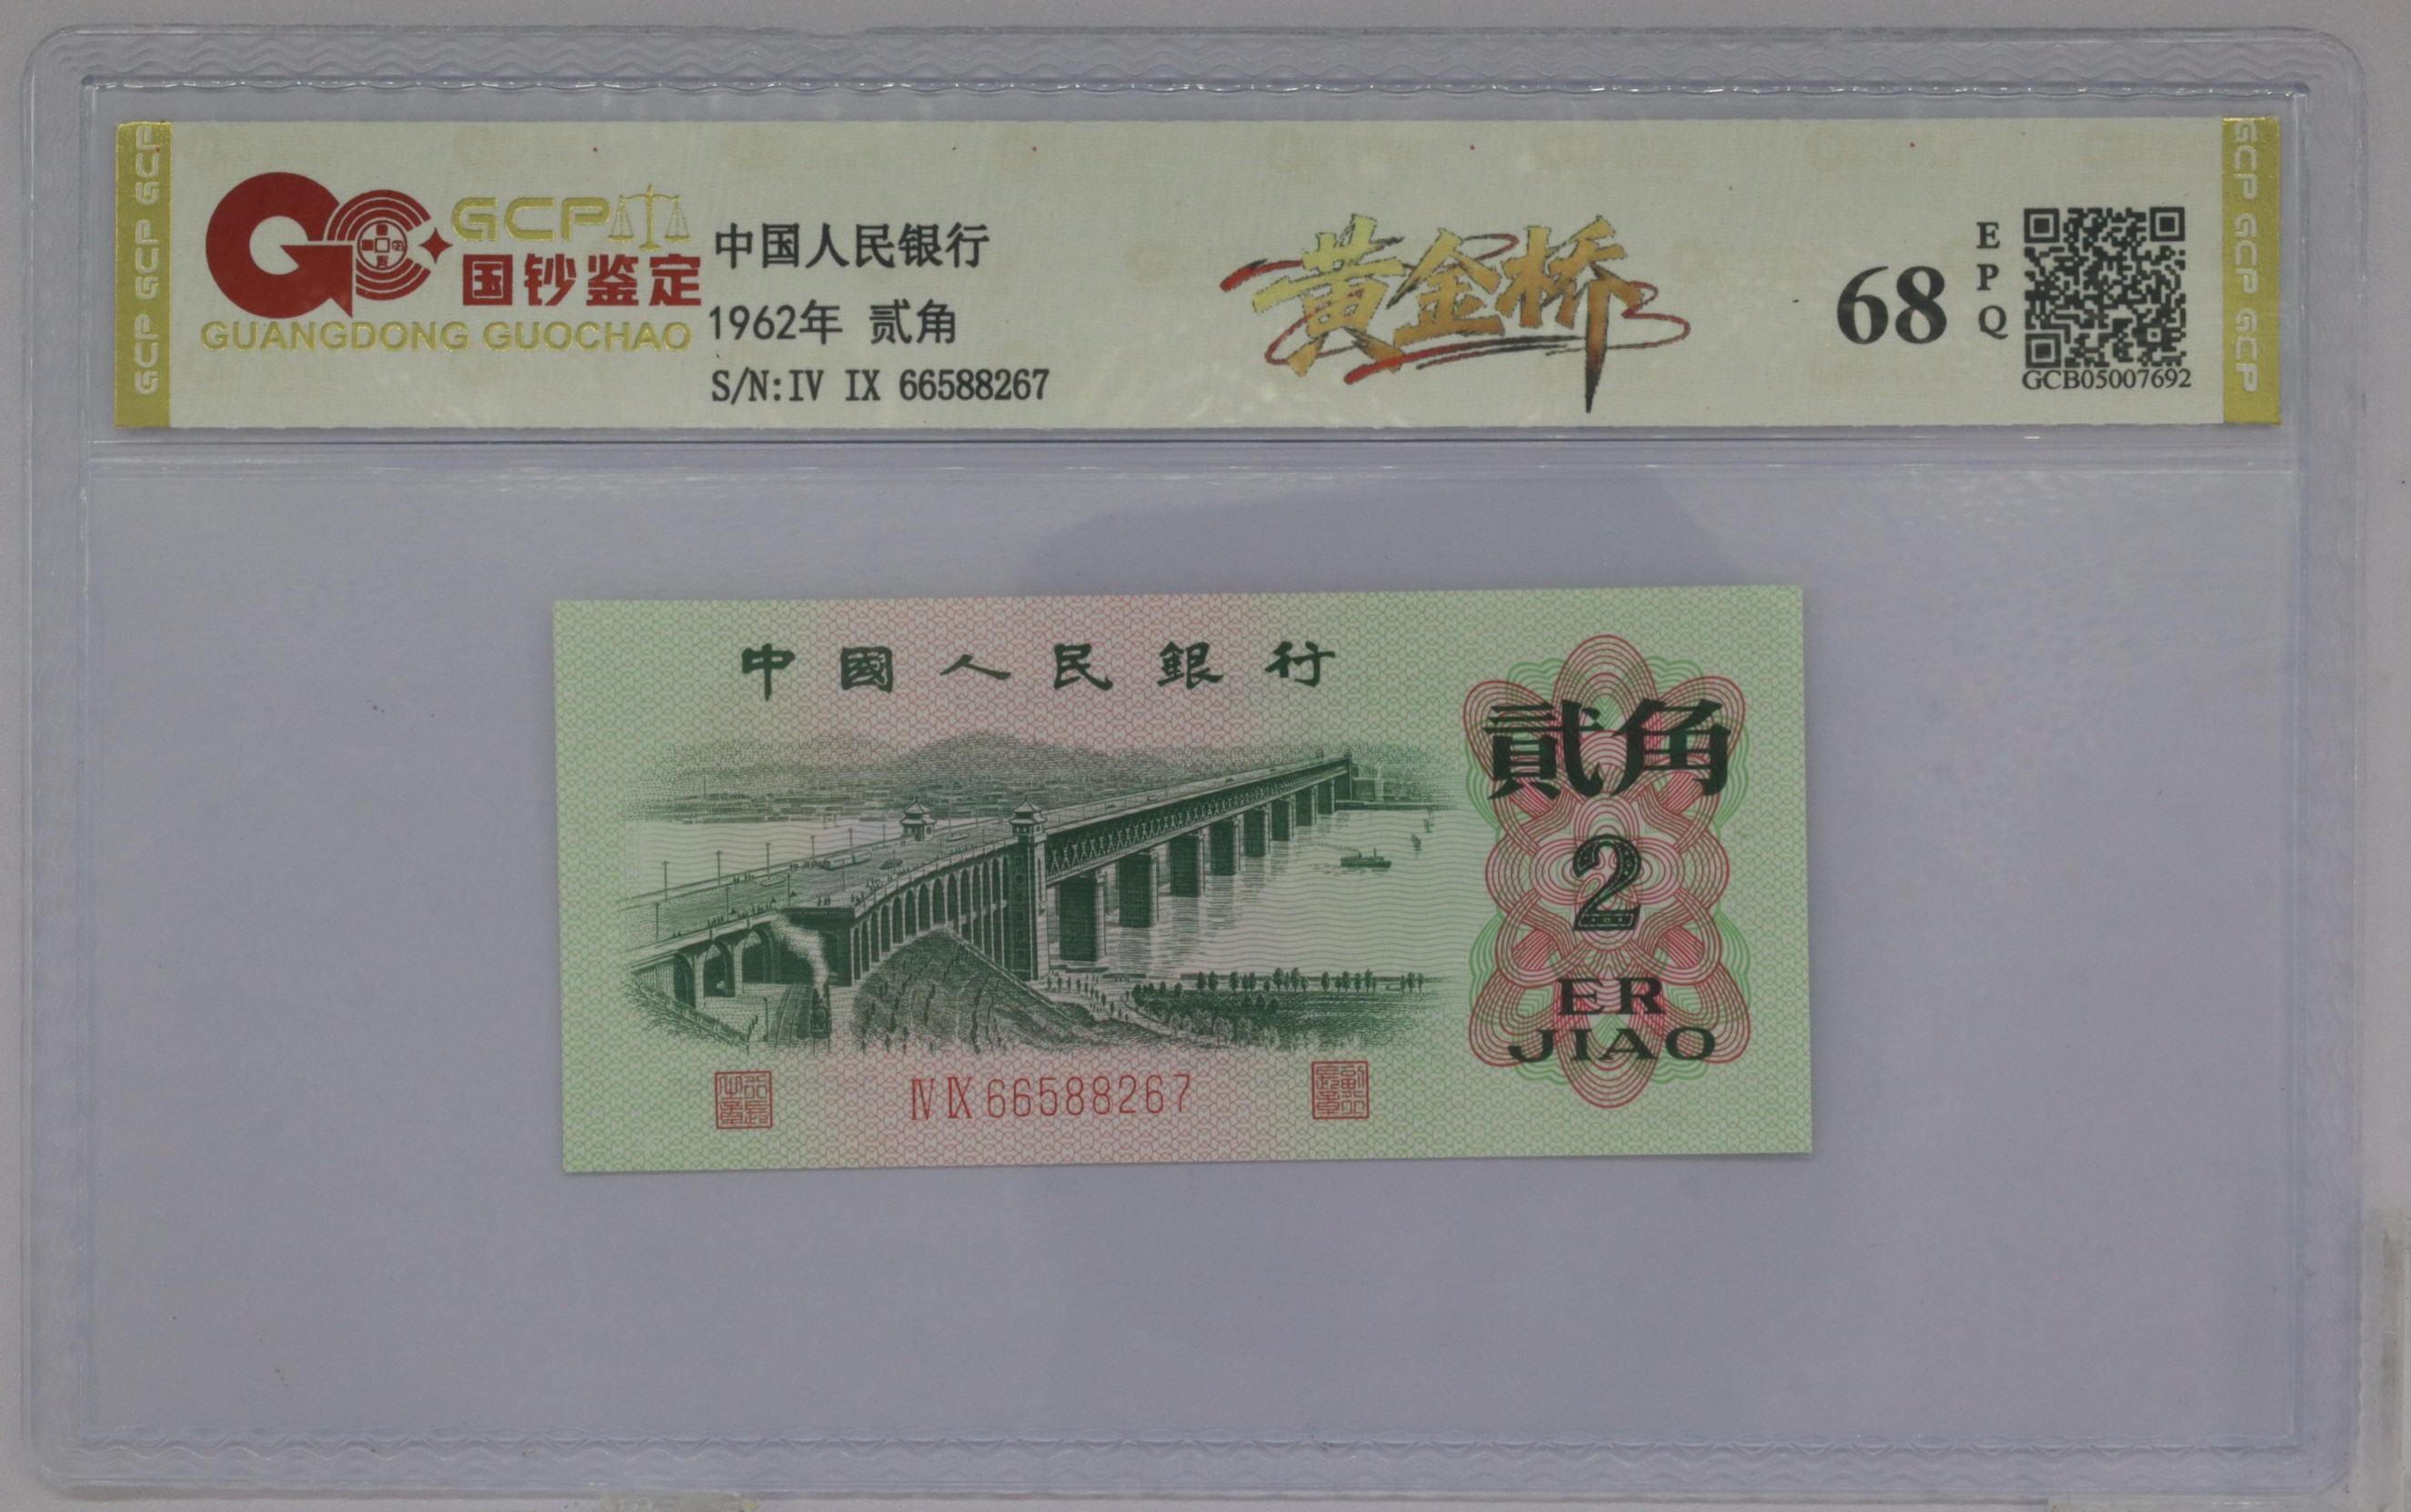 GCP GCP GCP
GCP
国钞鉴定
GUANGDONG GUOCHAO
中国人民银行
1962年 贰角
S/N:IV IX 66588267
黄金桥
68
E
P
Q
GCB05007692
GCP GCP GCP
中國人民銀行
貳角
2
ER
JIAO
IV IX 66588267